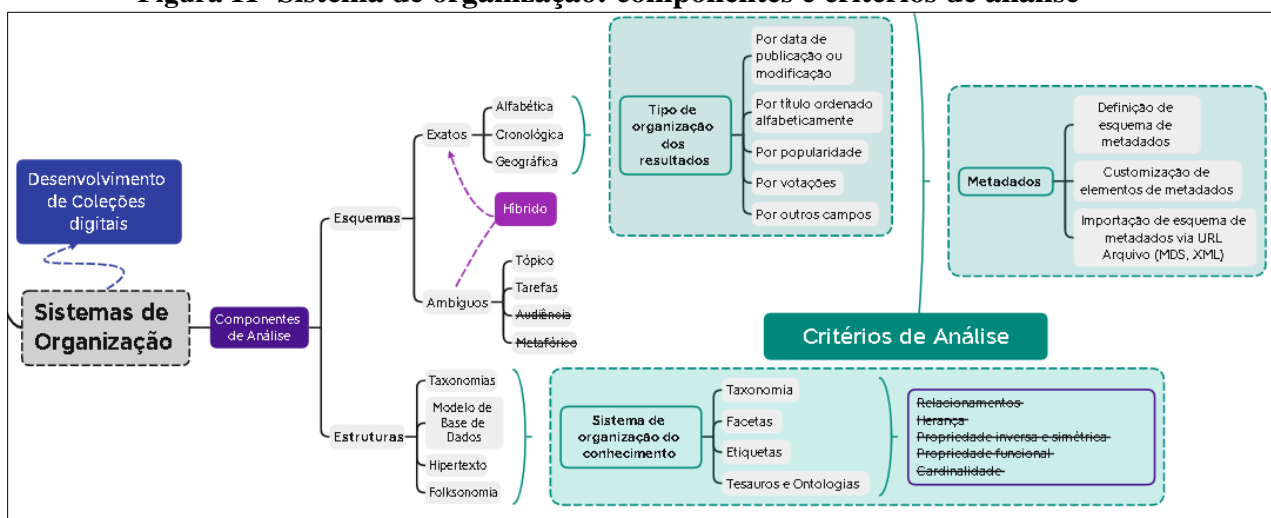 Figura 11- Sistema de organização: componentes e critérios de análise
Desenvolvimento
de Coleções
digitais
Sistemas de
Organização
Componentes
de Análise
Esquemas
Exatos
Alfabética
Cronológica
Geográfica
Híbrido
Ambíguos
Tópico
Tarefas
Audiência
Metafórico
Estruturas
Taxonomias
Modelo de
Base de
Dados
Hipertexto
Folksonomia
Tipo de
organização
dos
resultados
Por data de
publicação ou
modificação
Por título ordenado
alfabeticamente
Por popularidade
Por votações
Por outros campos
Metadados
Definição de
esquema de
metadados
Customização de
elementos de metadados
Importação de esquema de
metadados via URL
Arquivo (MDS, XML)
Critérios de Análise
Sistema de
organização do
conhecimento
Taxonomia
Facetas
Etiquetas
Tesauros e Ontologias
Relacionamentos
Herança
Propriedade inversa e simétrica
Propriedade funcional
Cardinalidade